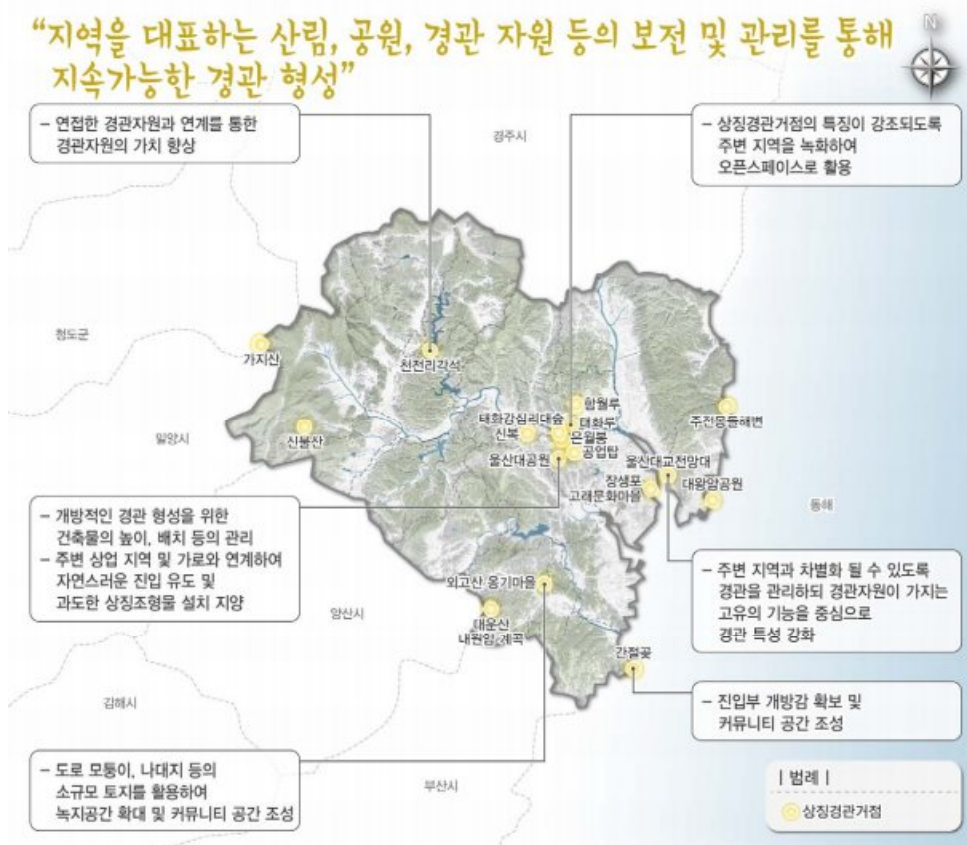 “지역을 대표하는 산림, 공원, 경관 자원 등의 보전 및 관리를 통해
지속가능한 경관 형성”
N
- 연접한 경관자원과 연계를 통한
경관자원의 가치 향상
경주시
- 상징경관거점의 특징이 강조되도록
주변 지역을 녹화하여
오픈스페이스로 활용
청도군
가지산
천전리각석
함월루
태화강십리대숲
태화루
주전몽돌해변
밀양시
신불산
신복
은월봉
울산대공원
공업탑
울산대교전망대
장생포
고래문화마을
대왕암공원
동해
- 개방적인 경관 형성을 위한
건축물의 높이, 배치 등의 관리
- 주변 상업 지역 및 가로와 연계하여
자연스러운 진입 유도 및
과도한 상징조형물 설치 지양
- 주변 지역과 차별화 될 수 있도록
경관을 관리하되 경관자원이 가지는
고유의 기능을 중심으로
경관 특성 강화
외고산 옹기마을
양산시
대운산
내원암 계곡
간절곶
김해시
- 진입부 개방감 확보 및
커뮤니티 공간 조성
- 도로 모퉁이, 나대지 등의
소규모 토지를 활용하여
녹지공간 확대 및 커뮤니티 공간 조성
부산시
| 범례 |
상징경관거점